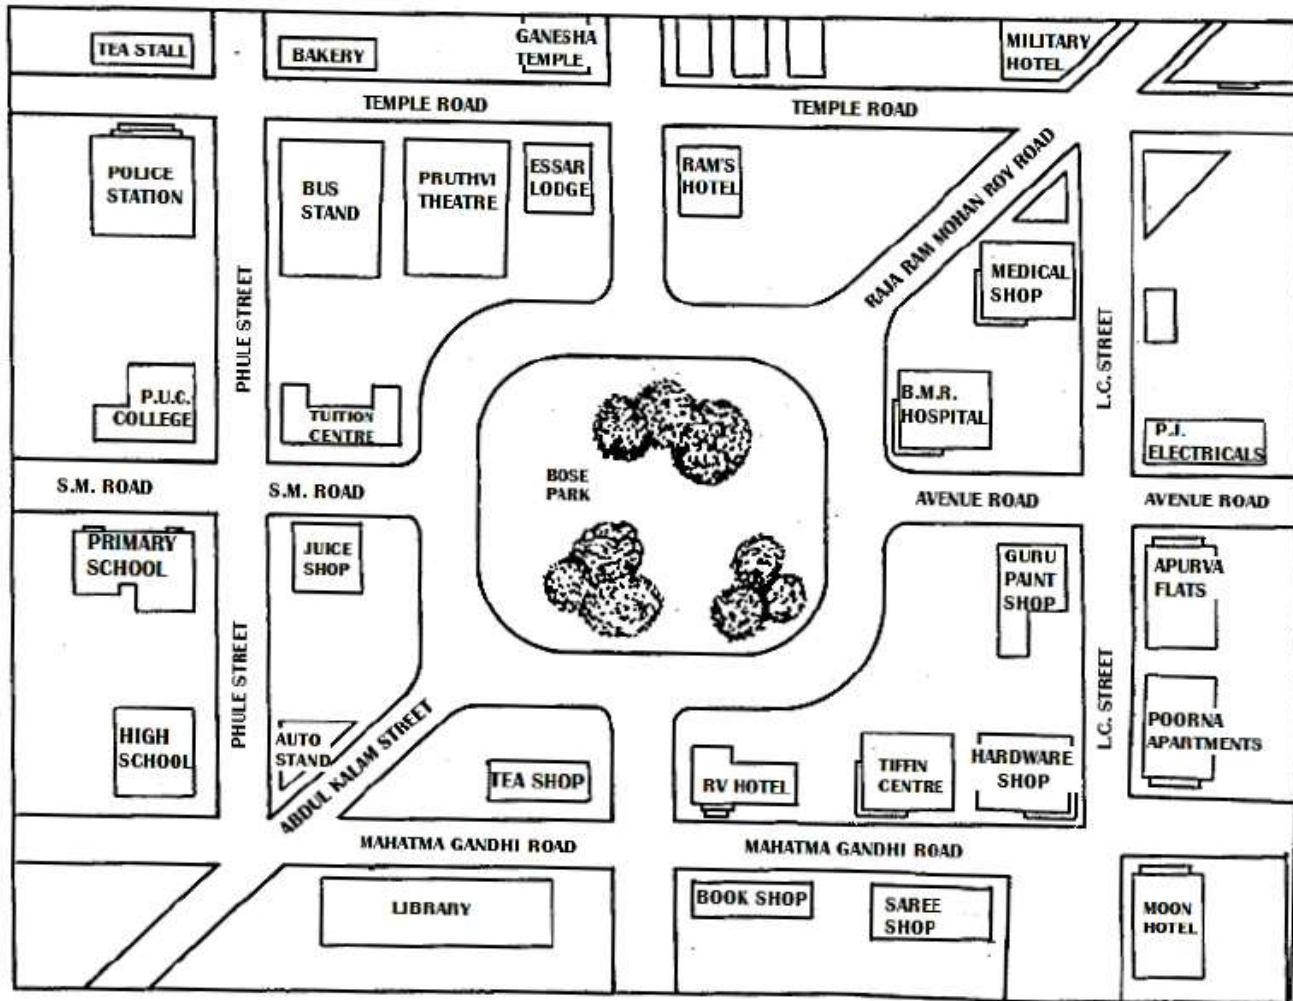 TEA STALL
BAKERY
GANESHA
TEMPLE
MILITARY
HOTEL
TEMPLE ROAD
TEMPLE ROAD
POLICE
STATION
BUS
STAND
PRUTHVI
THEATRE
ESSAR
LODGE
RAM'S
HOTEL
RAJA RAM MOHAN ROY ROAD
MEDICAL
SHOP
PHULE STREET
L.C. STREET
P.U.C.
COLLEGE
TUITION
CENTRE
B.M.R.
HOSPITAL
P.J.
ELECTRICALS
BOSE
PARK
S.M. ROAD
S.M. ROAD
AVENUE ROAD
AVENUE ROAD
PRIMARY
SCHOOL
JUICE
SHOP
GURU
PAINT
SHOP
APURVA
FLATS
PHULE STREET
L.C. STREET
HIGH
SCHOOL
AUTO
STAND
ABDUL KALAM STREET
TEA SHOP
RV HOTEL
TIFFIN
CENTRE
HARDWARE
SHOP
POORNA
APARTMENTS
MAHATMA GANDHI ROAD
MAHATMA GANDHI ROAD
LIBRARY
BOOK SHOP
SAREE
SHOP
MOON
HOTEL